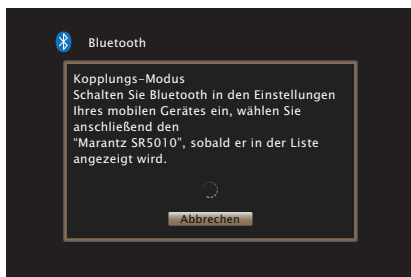 Bluetooth
Kopplungs-Modus
Schalten Sie Bluetooth in den Einstellungen
Ihres mobilen Gerätes ein, wählen Sie
anschließend den
“Marantz SR5010”, sobald er in der Liste
angezeigt wird.
Abbrechen